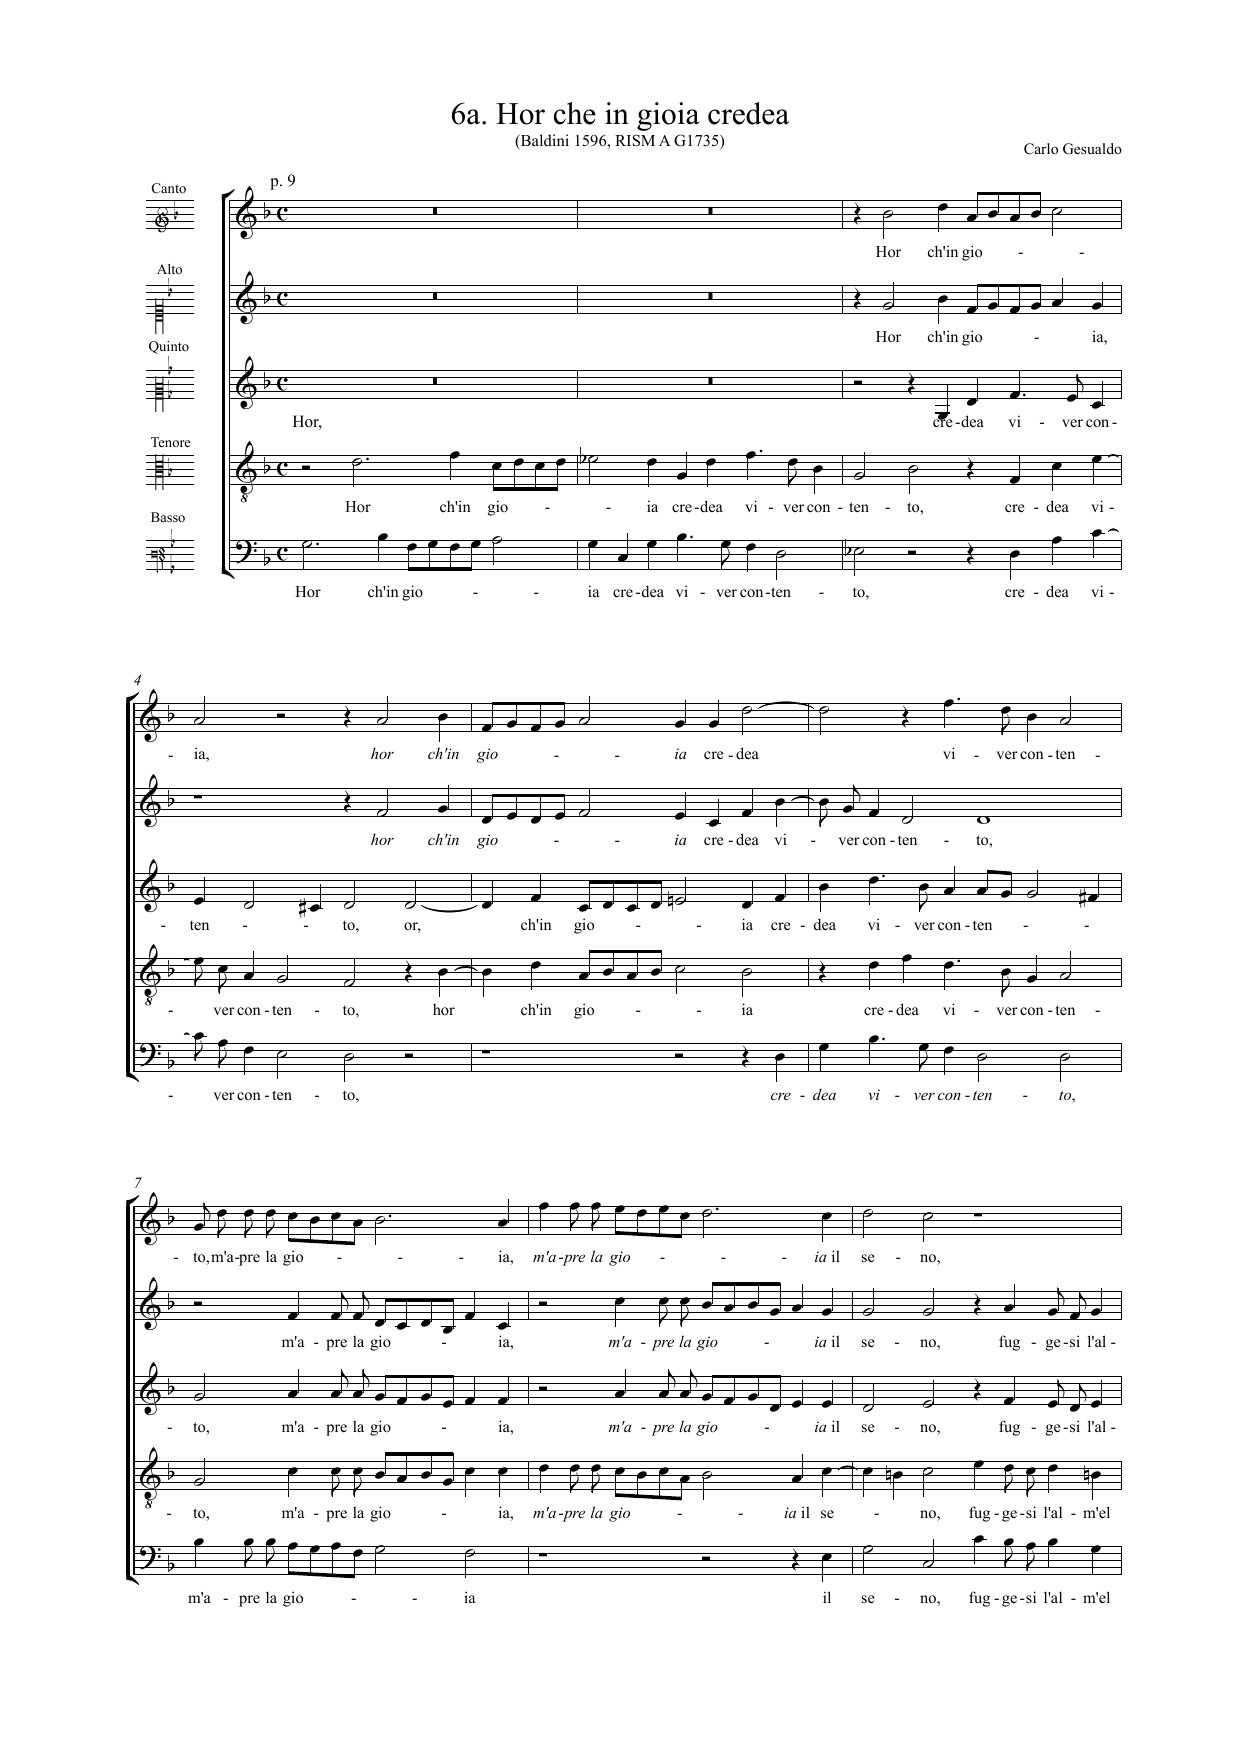 6a. Hor che in gioia credea
(Baldini 1596, RISM A G1735)
Carlo Gesualdo
p. 9
Canto
Hor ch'in gio - -
Alto
Hor ch'in gio - ia,
Quinto
Hor, cre - dea vi - ver con -
Tenore
8
Hor ch'in gio - - ia cre - dea vi - ver con - ten - to, cre - dea vi -
Basso
Hor ch'in gio - - ia cre - dea vi - ver con - ten - to, cre - dea vi -
4
- ia, hor ch'in gio - - ia cre - dea vi - ver con - ten -
hor ch'in gio - - ia cre - dea vi - ver con - ten - to,
- ten - - to, or, ch'in gio - - ia cre - dea vi - ver con - ten - -
8
- ver con - ten - to, hor ch'in gio - - ia cre - dea vi - ver con - ten -
- ver con - ten - to, cre - dea vi - ver con - ten - to,
7
- to, m'a - pre la gio - - - ia, m'a - pre la gio - - - ia il se - no,
m'a - pre la gio - ia, m'a - pre la gio - ia il se - no, fug - ge - si l'al -
- to, m'a - pre la gio - ia, m'a - pre la gio - ia il se - no, fug - ge - si l'al -
8
- to, m'a - pre la gio - ia, m'a - pre la gio - - ia il se - no, fug - ge - si l'al - m'el
m'a - pre la gio - - ia il se - no, fug - ge - si l'al - m'el